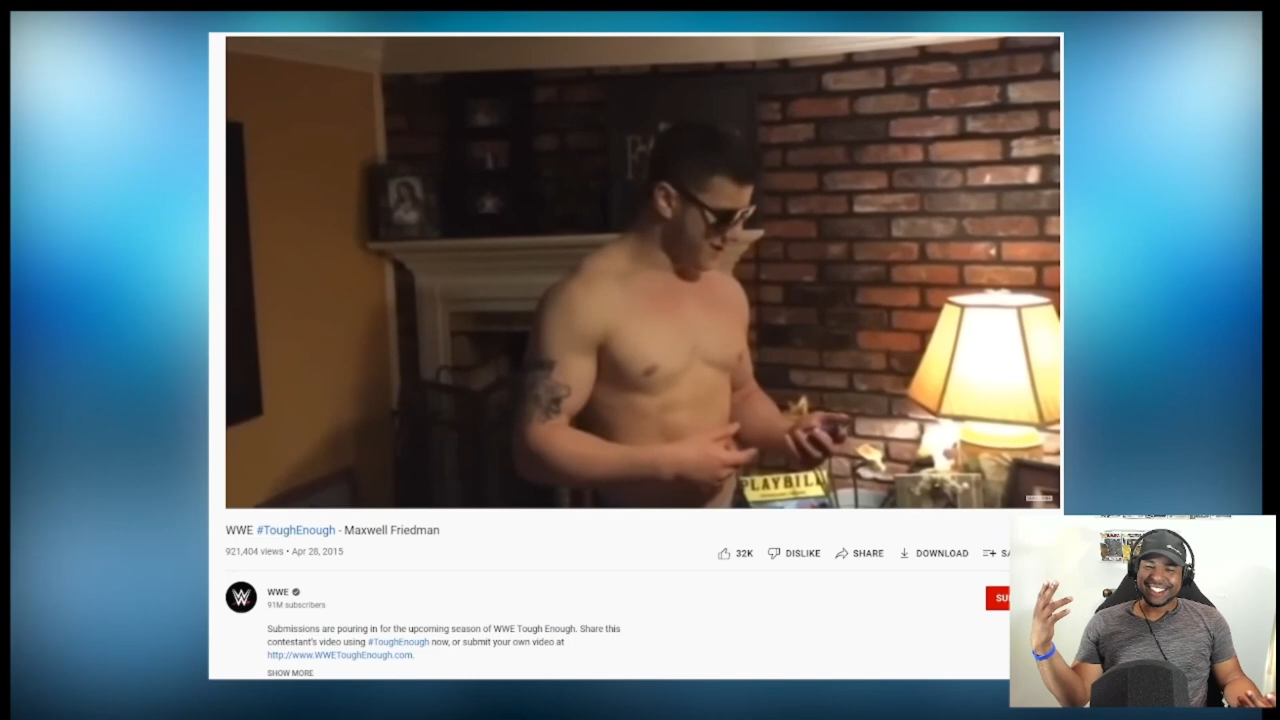 PLAYBILL
WWE #ToughEnough - Maxwell Friedman
921,404 views • Apr 28, 2015
32K DISLIKE SHARE DOWNLOAD SA
WWE
91M subscribers
SU
Submissions are pouring in for the upcoming season of WWE Tough Enough. Share this
contestant's video using #ToughEnough now, or submit your own video at
http://www.WWEToughEnough.com.
SHOW MORE